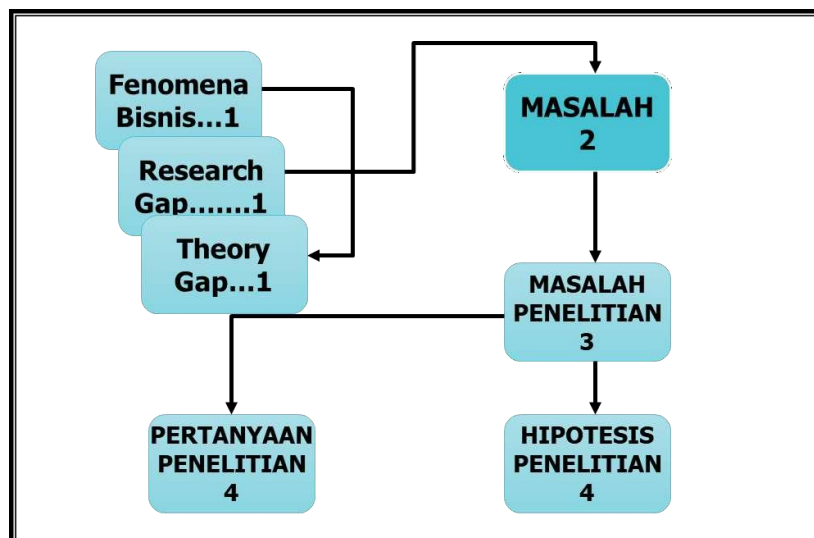 Fenomena
Bisnis...1
Research
Gap.......1
Theory
Gap...1
MASALAH
2
MASALAH
PENELITIAN
3
PERTANYAAN
PENELITIAN
4
HIPOTESIS
PENELITIAN
4